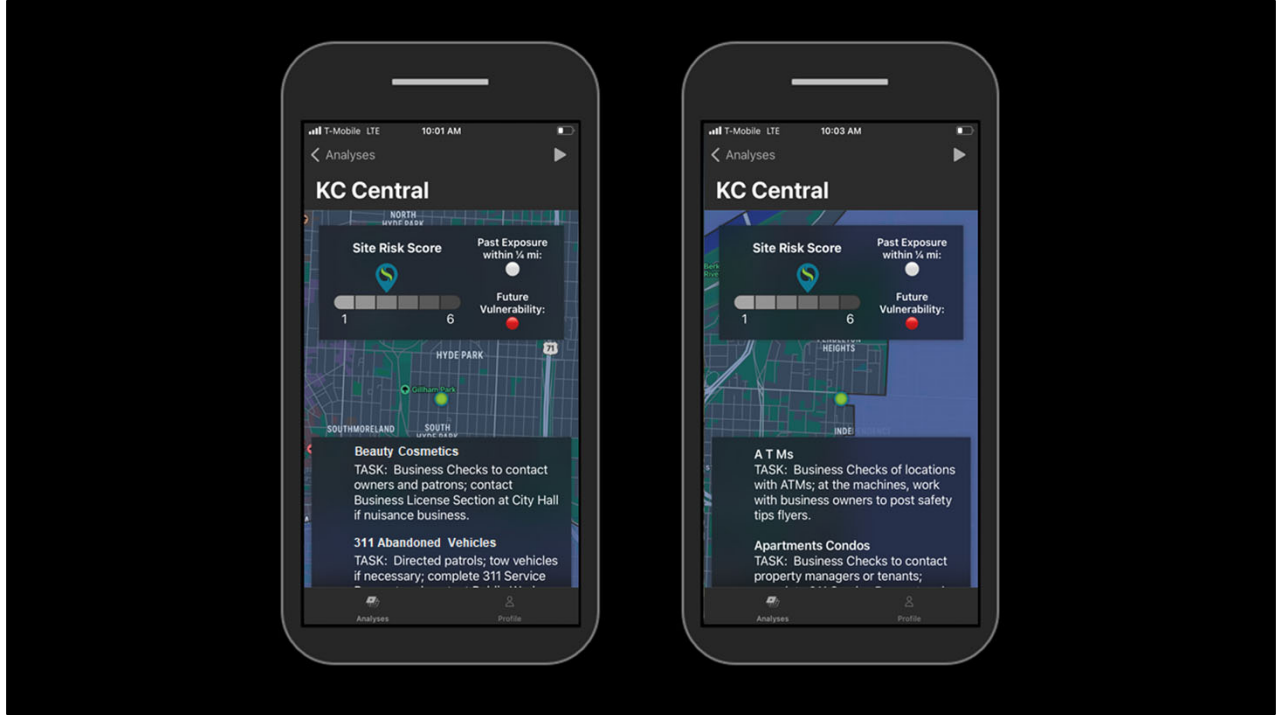 T-Mobile LTE 10:01 AM
Analyses
KC Central
NORTH
HYDE PARK
Site Risk Score
Past Exposure
within ¼ mi:
1 6
Future
Vulnerability:
HYDE PARK
71
Gillham Park
SOUTHMORELAND
SOUTH
HYDE PARK
Beauty Cosmetics
TASK: Business Checks to contact
owners and patrons; contact
Business License Section at City Hall
if nuisance business.
311 Abandoned Vehicles
TASK: Directed patrols; tow vehicles
if necessary; complete 311 Service
Analyses Profile
T-Mobile LTE 10:03 AM
Analyses
KC Central
Site Risk Score
Past Exposure
within ¼ mi:
1 6
Future
Vulnerability:
PENDLETON
HEIGHTS
A T Ms
TASK: Business Checks of locations
with ATMs; at the machines, work
with business owners to post safety
tips flyers.
Apartments Condos
TASK: Business Checks to contact
property managers or tenants;
Analyses Profile